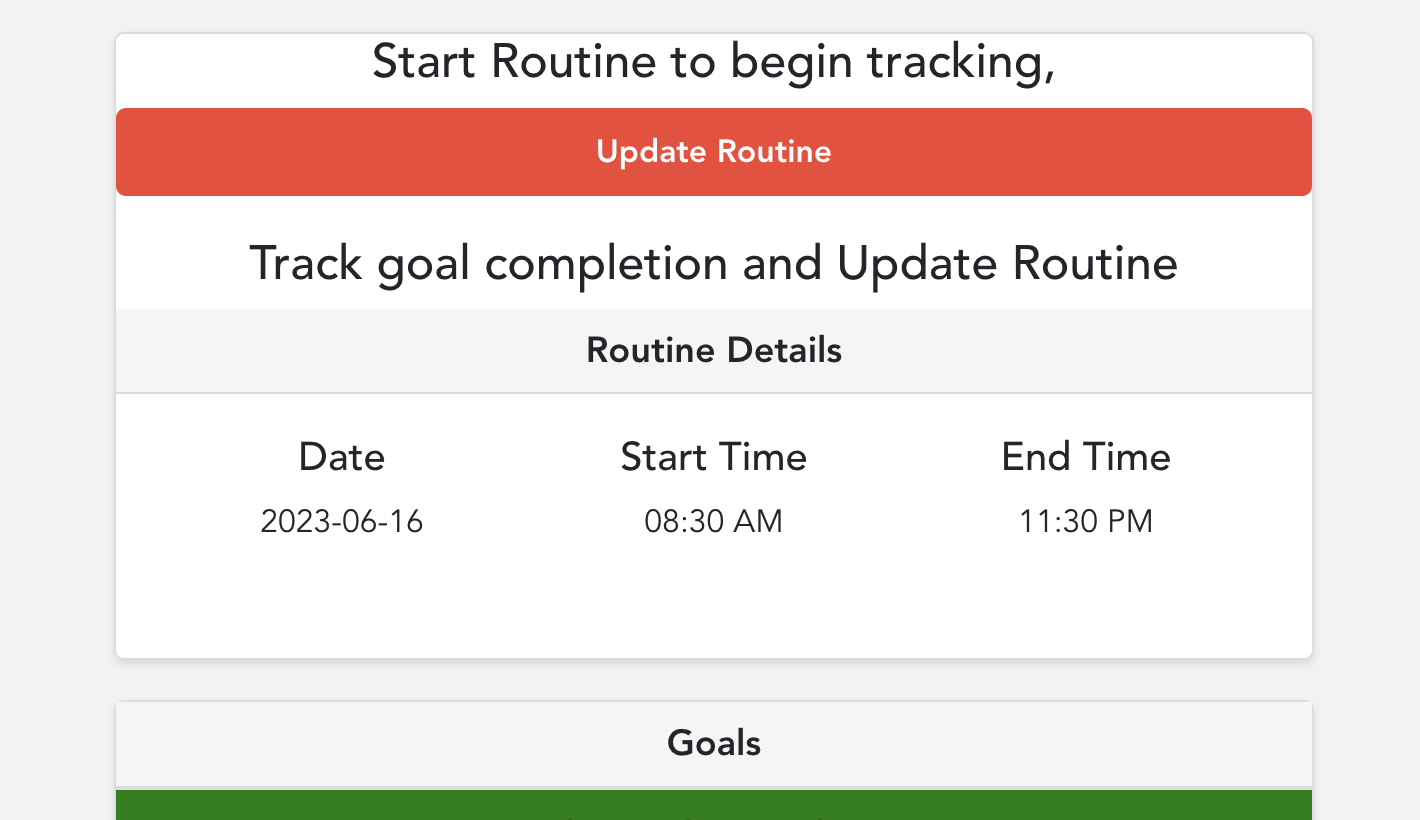 Start Routine to begin tracking,
Update Routine
Track goal completion and Update Routine
Routine Details
Date Start Time End Time
2023-06-16 08:30 AM 11:30 PM
Goals